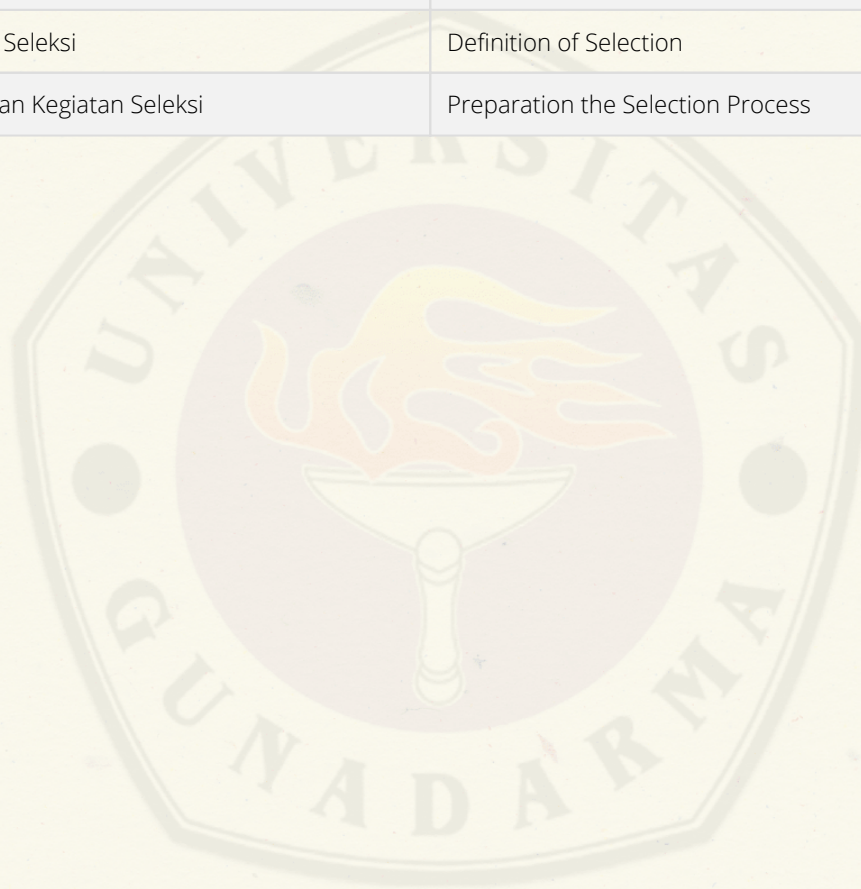 Seleksi
Definition of Selection
an Kegiatan Seleksi
Preparation the Selection Process
UNIVERSITAS
GUNADARMA